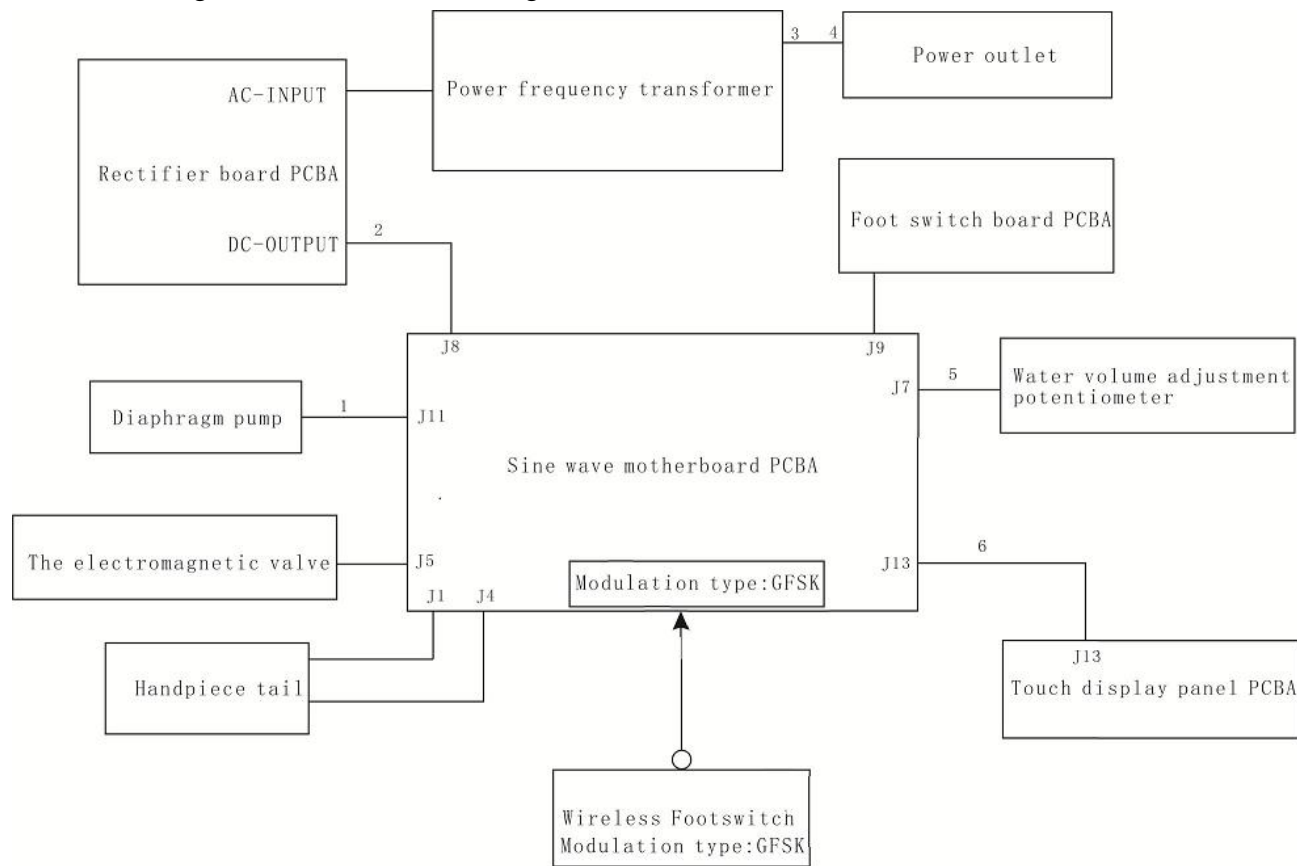 3 4
Power outlet
AC-INPUT
Power frequency transformer
Rectifier board PCBA
DC-OUTPUT
2
Foot switch board PCBA
J8
J9
J7
5
Water volume adjustment
potentiometer
Diaphragm pump
1
J11
Sine wave motherboard PCBA
The electromagnetic valve
J5
J13
6
Modulation type:GFSK
J1
J4
Handpiece tail
J13
Touch display panel PCBA
Wireless Footswitch
Modulation type:GFSK